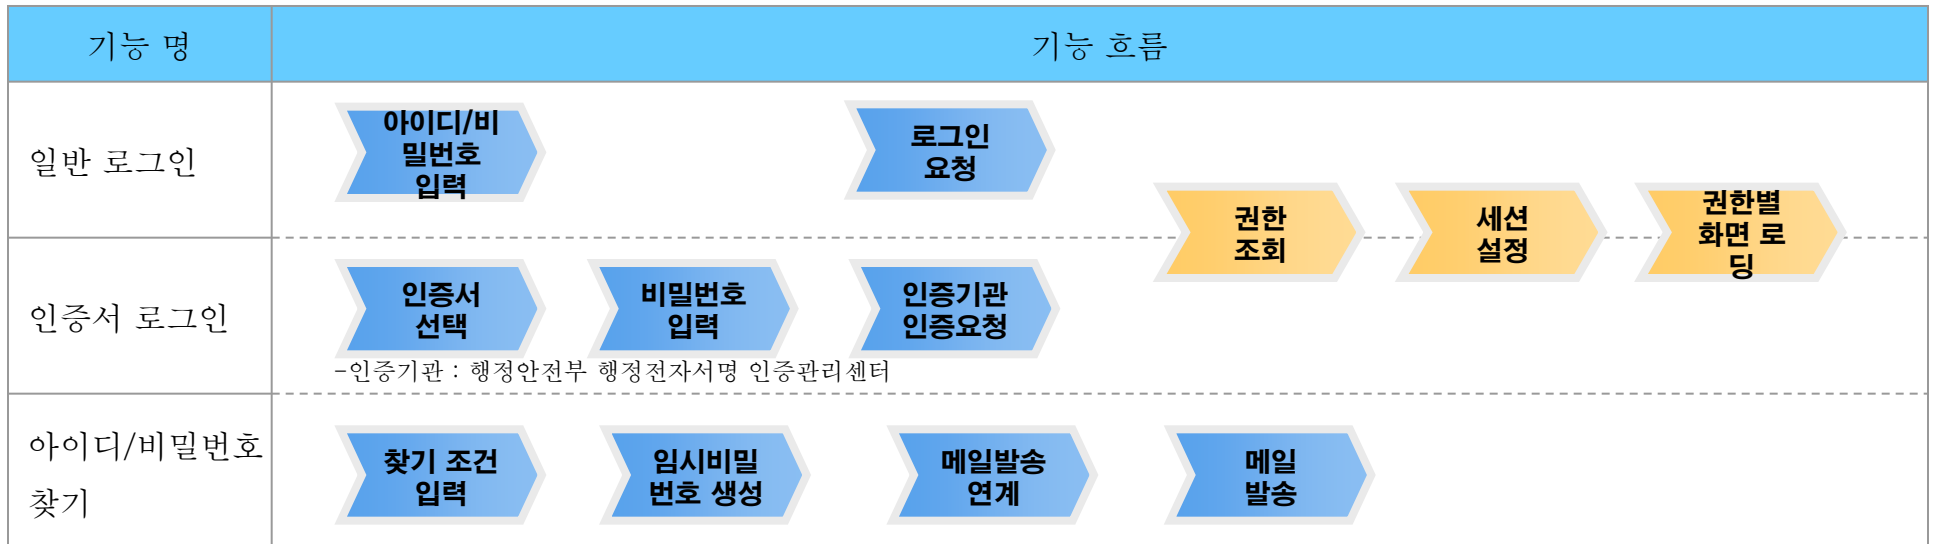 기능 명
기능 흐름
일반 로그인
아이디/비
밀번호
입력
로그인
요청
권한
조회
세션
설정
권한별
화면 로
딩
인증서 로그인
인증서
선택
비밀번호
입력
인증기관
인증요청
-인증기관 : 행정안전부 행정전자서명 인증관리센터
아이디/비밀번호
찾기
찾기 조건
입력
임시비밀
번호 생성
메일발송
연계
메일
발송